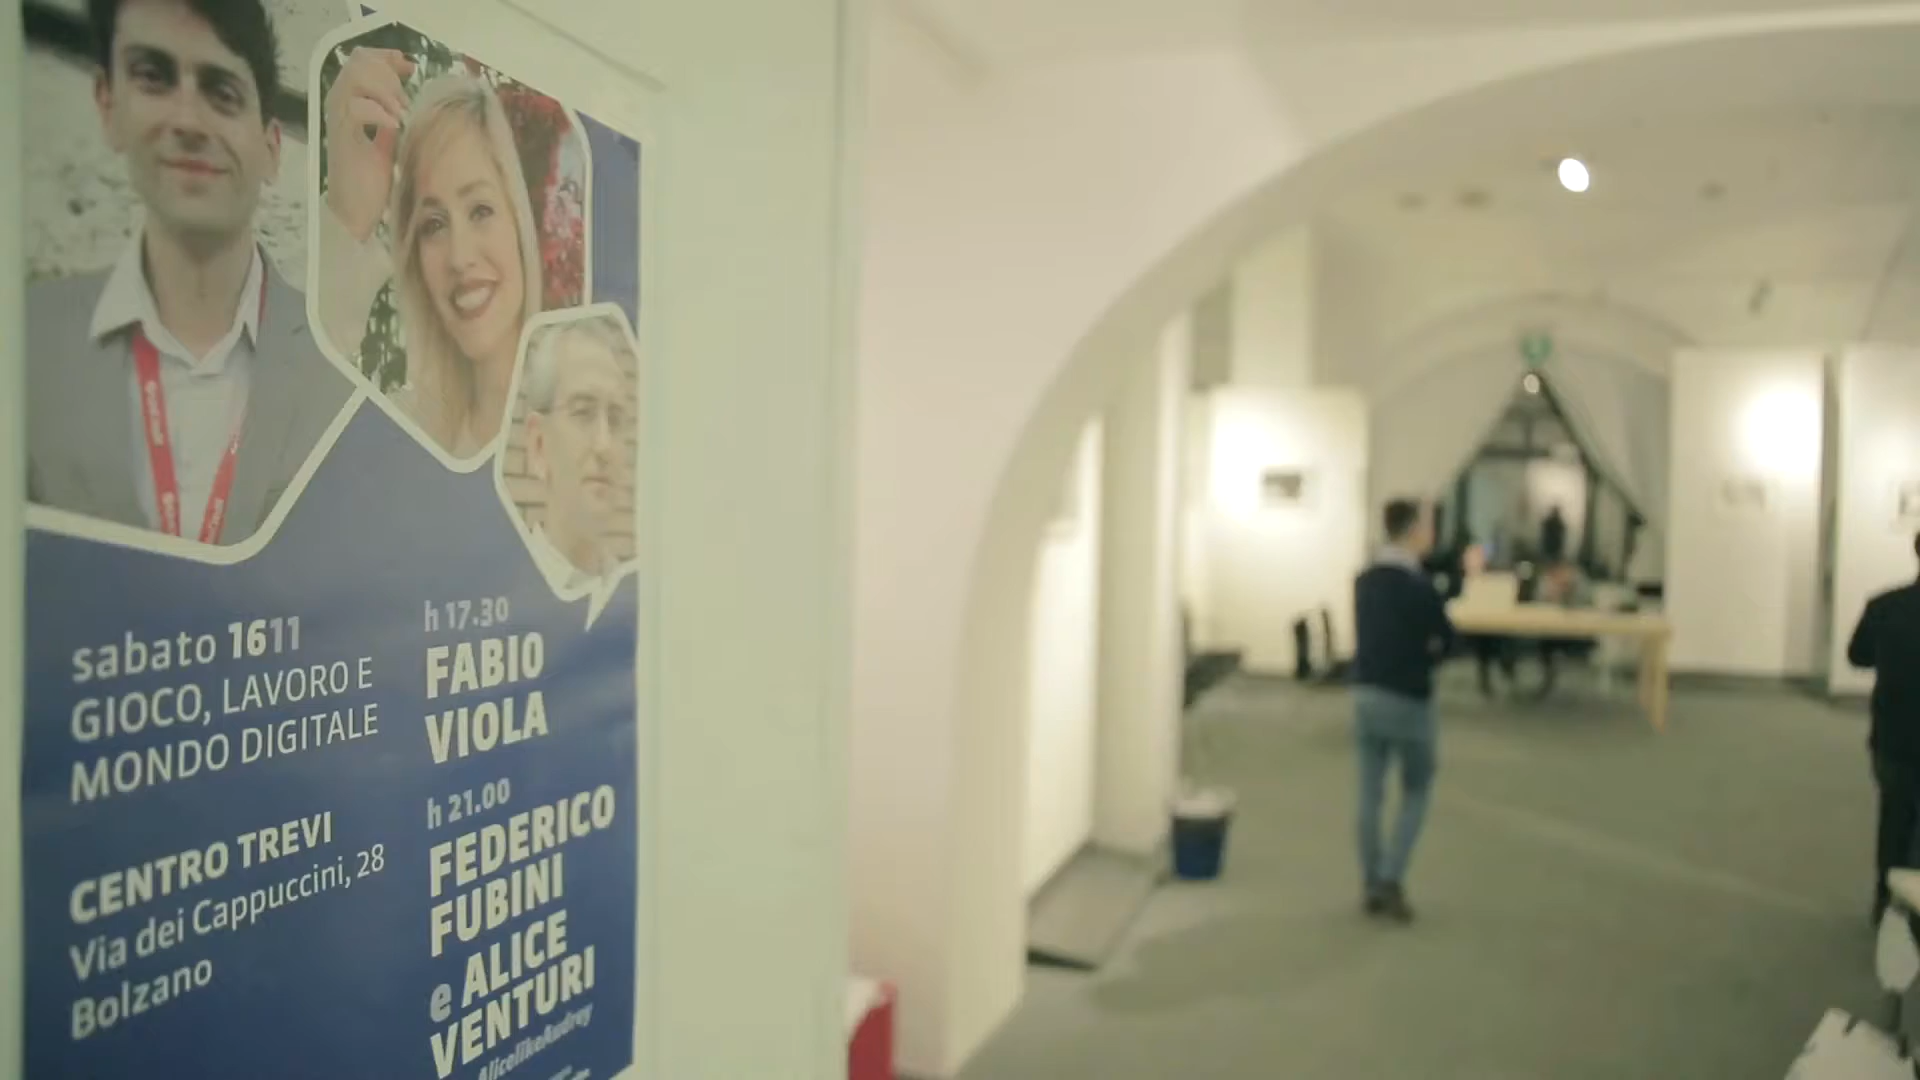 sabato 1611
GIOCO, LAVORO E
MONDO DIGITALE
CENTRO TREVI
Via dei Cappuccini, 28
Bolzano
h 17.30
FABIO
VIOLA
h 21.00
FEDERICO
FUBINI
e ALICE
VENTURI
AlicelikeAudrey